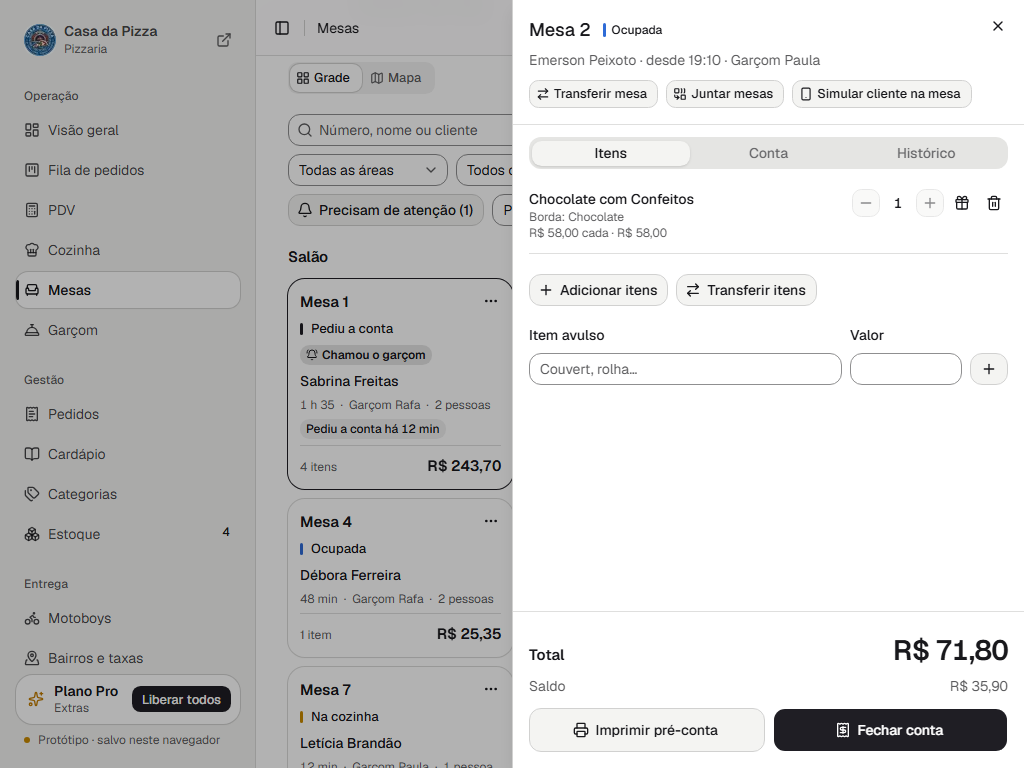 Casa da Pizza
Pizzaria
Operação
Visão geral
Fila de pedidos
PDV
Cozinha
Mesas
Garçom
Gestão
Pedidos
Cardápio
Categorias
Estoque 4
Entrega
Motoboys
Bairros e taxas
Plano Pro
Extras
Liberar todos
Protótipo · salvo neste navegador
Mesas
Grade Mapa
Número, nome ou cliente
Todas as áreas
Precisam de atenção (1)
Salão
Mesa 1
Pediu a conta
Chamou o garçom
Sabrina Freitas
1 h 35 · Garçom Rafa · 2 pessoas
Pediu a conta há 12 min
4 itens R$ 243,70
Mesa 4
Ocupada
Débora Ferreira
48 min · Garçom Rafa · 2 pessoas
1 item R$ 25,35
Mesa 7
Na cozinha
Letícia Brandão
Mesa 2 Ocupada
Emerson Peixoto · desde 19:10 · Garçom Paula
Transferir mesa Juntar mesas Simular cliente na mesa
Itens Conta Histórico
Chocolate com Confeitos 1
Borda: Chocolate
R$ 58,00 cada · R$ 58,00
Adicionar itens Transferir itens
Item avulso Valor
Couvert, rolha...
Total R$ 71,80
Saldo R$ 35,90
Imprimir pré-conta Fechar conta